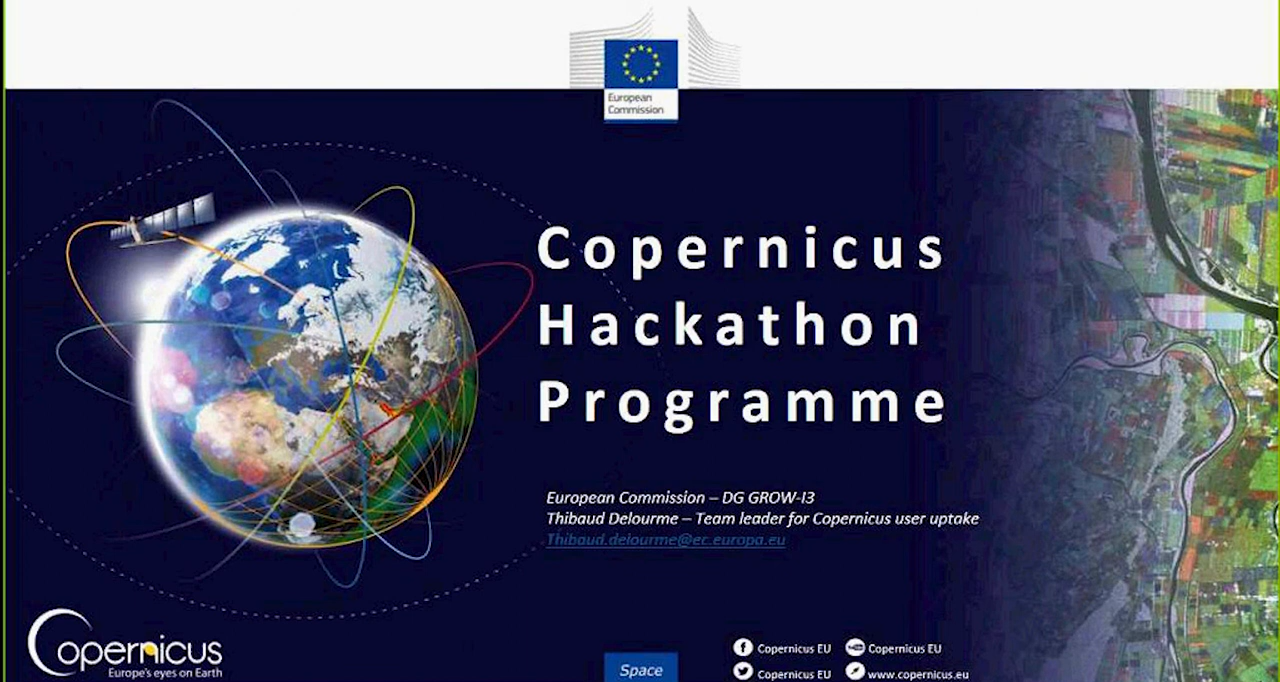 European
Commission
Copernicus
Hackathon
Programme
European Commission – DG GROW-I3
Thibaud Delourme – Team leader for Copernicus user uptake
Thibaud.delourme@ec.europa.eu
Copernicus
Europe's eyes on Earth
Space
Copernicus EU
Copernicus EU
Copernicus EU
www.copernicus.eu